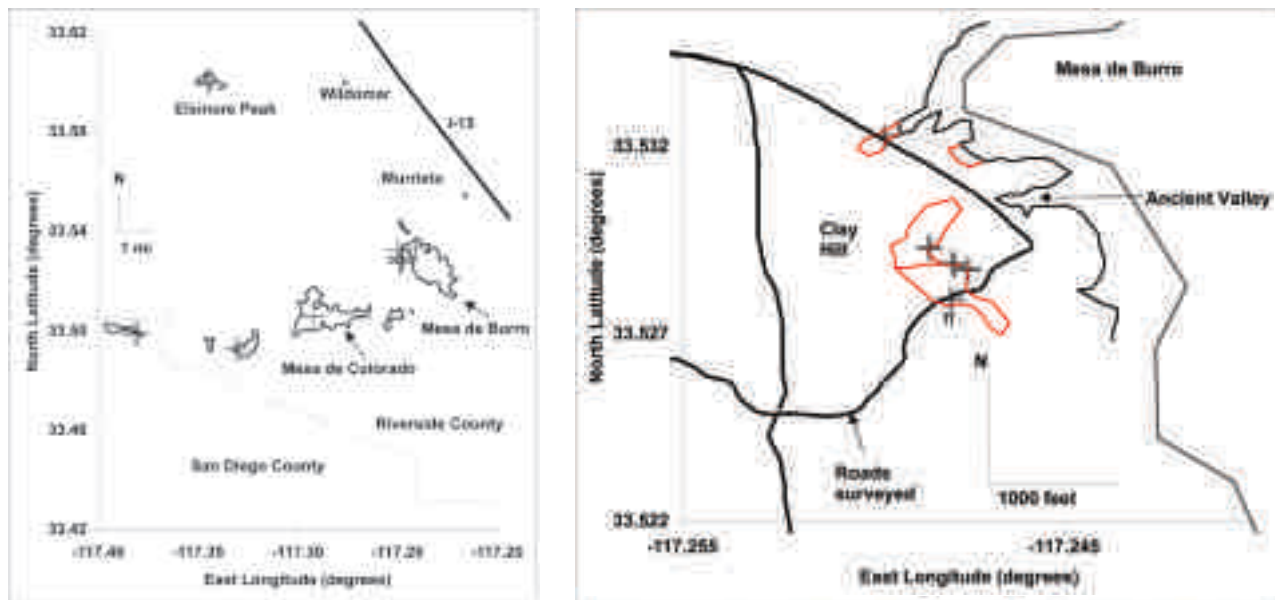 33.62
Elsinore Peak
Wildomar
33.58
I-15
N
Murrieta
33.54
1 mi
Mesa de Burro
33.50
Mesa de Colorado
33.46
Riverside County
San Diego County
33.42
-117.40
-117.35
-117.30
-117.25
-117.20
East Longitude (degrees)
North Latitude (degrees)
Mesa de Burro
33.532
Ancient Valley
Clay
Hill
33.527
N
Roads
surveyed
1000 feet
33.522
-117.255
-117.245
East Longitude (degrees)
North Latitude (degrees)